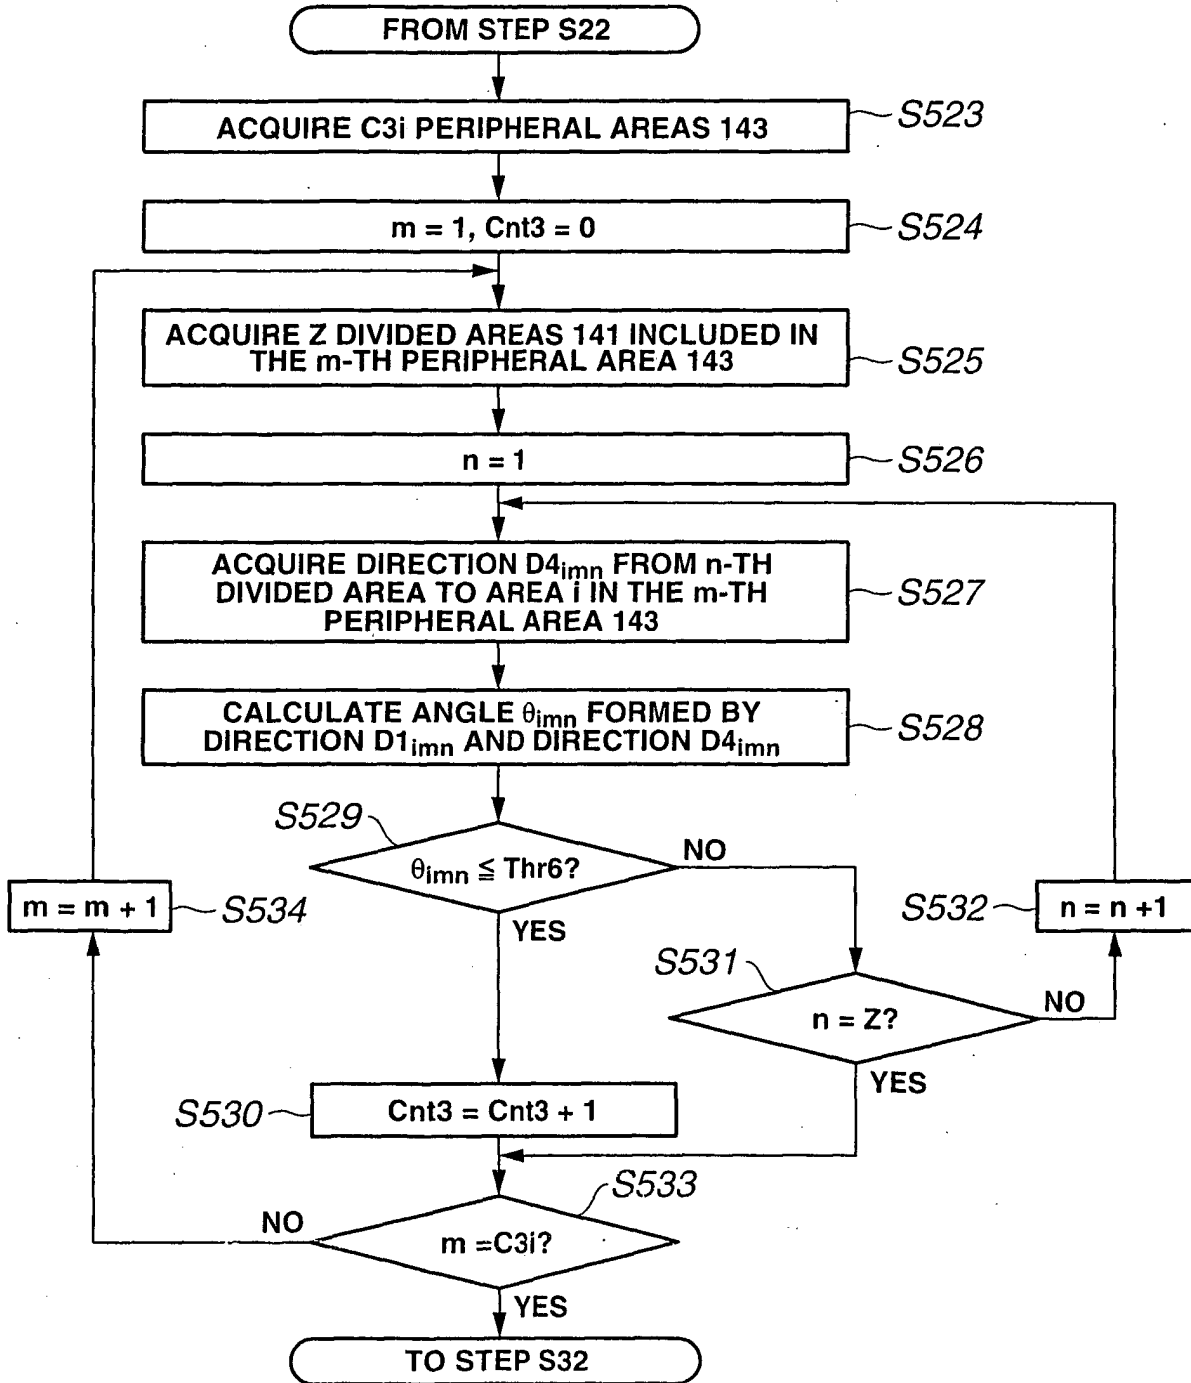 FROM STEP S22
ACQUIRE C3i PERIPHERAL AREAS 143
S523
m = 1, Cnt3 = 0
S524
ACQUIRE Z DIVIDED AREAS 141 INCLUDED IN
THE m-TH PERIPHERAL AREA 143
S525
n = 1
S526
ACQUIRE DIRECTION D4imn FROM n-TH
DIVIDED AREA TO AREA i IN THE m-TH
PERIPHERAL AREA 143
S527
CALCULATE ANGLE θimn FORMED BY
DIRECTION D1imn AND DIRECTION D4imn
S528
S529
θimn ≦ Thr6?
NO
YES
m = m + 1
S534
S532
n = n +1
S531
n = Z?
NO
YES
S530
Cnt3 = Cnt3 + 1
S533
m =C3i?
NO
YES
TO STEP S32